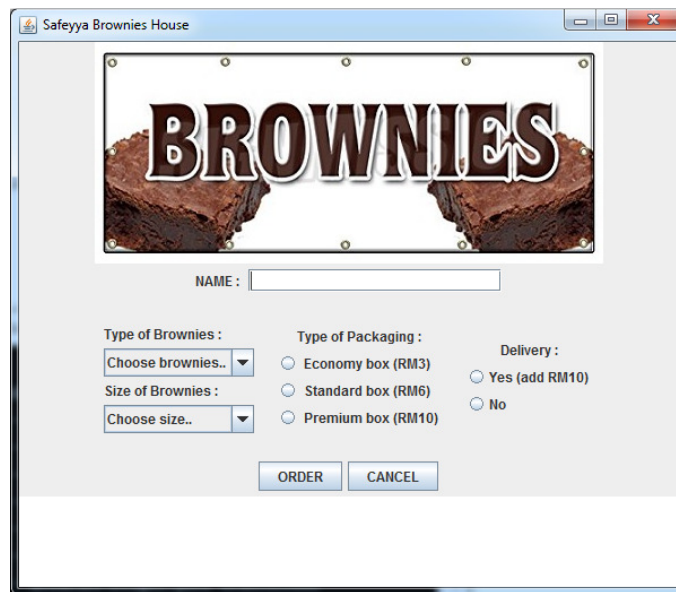 Safeyya Brownies House
BROWNIES
NAME :
Type of Brownies :
Choose brownies..
Size of Brownies :
Choose size..
Type of Packaging :
Economy box (RM3)
Standard box (RM6)
Premium box (RM10)
Delivery :
Yes (add RM10)
No
ORDER
CANCEL